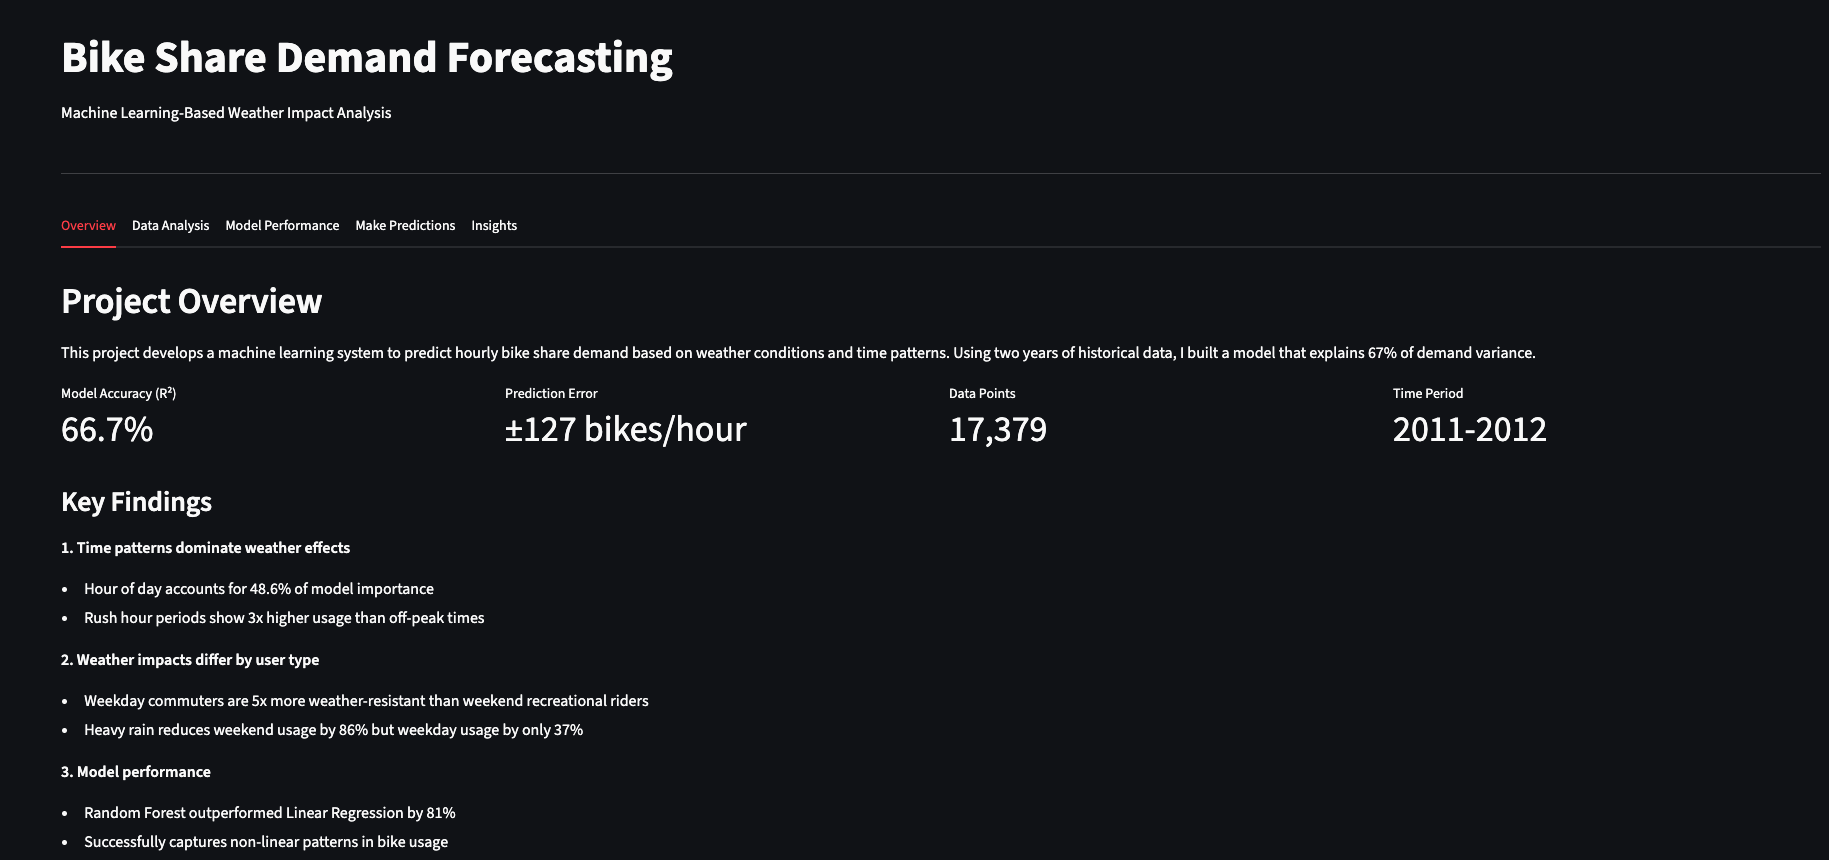 Bike Share Demand Forecasting
Machine Learning-Based Weather Impact Analysis
Overview Data Analysis Model Performance Make Predictions Insights
Project Overview
This project develops a machine learning system to predict hourly bike share demand based on weather conditions and time patterns. Using two years of historical data, I built a model that explains 67% of demand variance.
Model Accuracy (R²) Prediction Error Data Points Time Period
66.7% ±127 bikes/hour 17,379 2011-2012
Key Findings
1. Time patterns dominate weather effects
• Hour of day accounts for 48.6% of model importance
• Rush hour periods show 3x higher usage than off-peak times
2. Weather impacts differ by user type
• Weekday commuters are 5x more weather-resistant than weekend recreational riders
• Heavy rain reduces weekend usage by 86% but weekday usage by only 37%
3. Model performance
• Random Forest outperformed Linear Regression by 81%
• Successfully captures non-linear patterns in bike usage